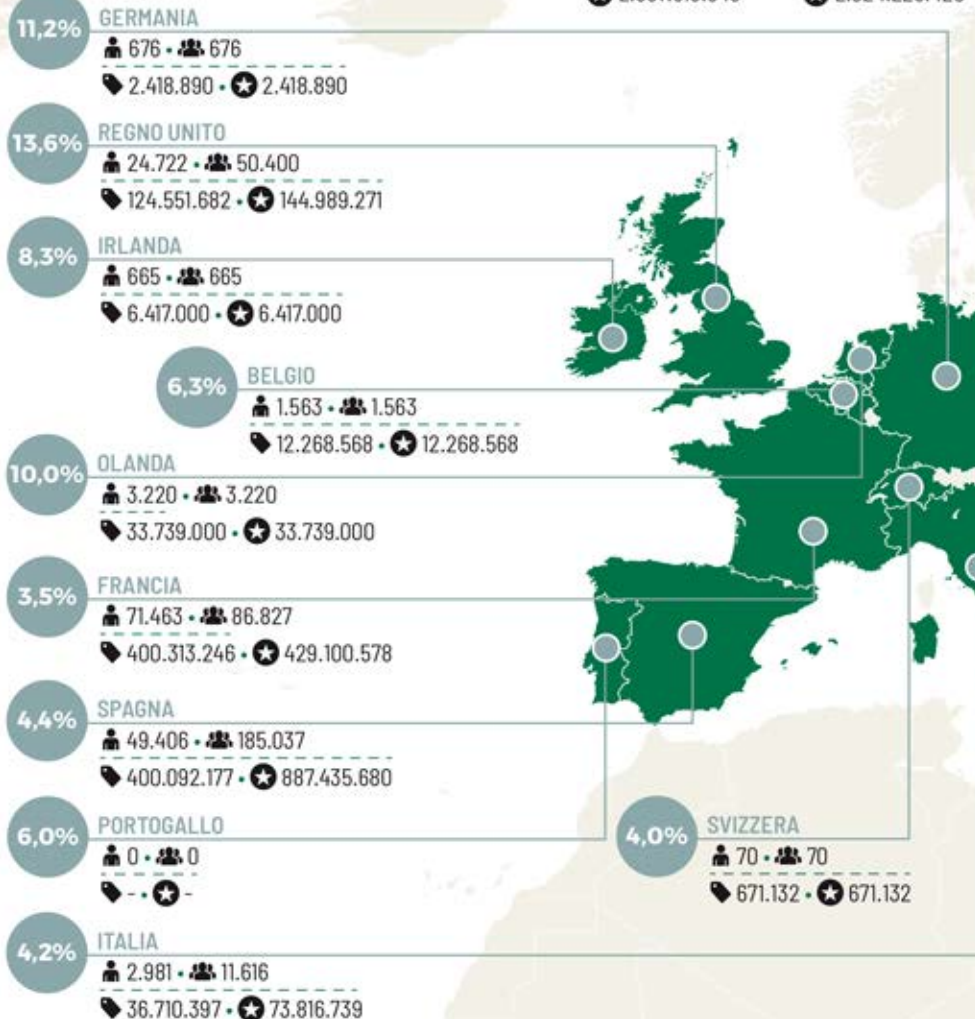 11,2%
GERMANIA
676 • 676
2.418.890 • 2.418.890
13,6%
REGNO UNITO
24.722 • 50.400
124.551.682 • 144.989.271
8,3%
IRLANDA
665 • 665
6.417.000 • 6.417.000
6,3%
BELGIO
1.563 • 1.563
12.268.568 • 12.268.568
10,0%
OLANDA
3.220 • 3.220
33.739.000 • 33.739.000
3,5%
FRANCIA
71.463 • 86.827
400.313.246 • 429.100.578
4,4%
SPAGNA
49.406 • 185.037
400.092.177 • 887.435.680
6,0%
PORTOGALLO
0 • 0
- • -
4,0%
SVIZZERA
70 • 70
671.132 • 671.132
4,2%
ITALIA
2.981 • 11.616
36.710.397 • 73.816.739